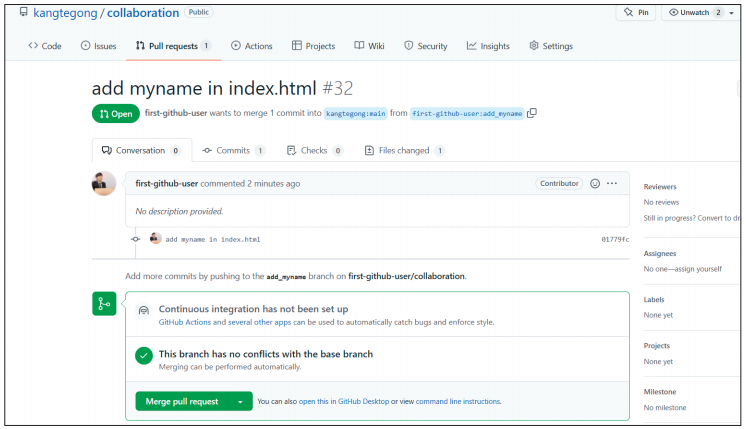 kangtegong / collaboration Public
Pin
Unwatch 2
Code
Issues
Pull requests 1
Actions
Projects
Wiki
Security
Insights
Settings
add myname in index.html #32
Open
first-github-user wants to merge 1 commit into kangtegong:main from first-github-user:add_myname
Conversation 0
Commits 1
Checks 0
Files changed 1
first-github-user commented 2 minutes ago
Contributor
No description provided.
add myname in index.html
01779fc
Add more commits by pushing to the add_myname branch on first-github-user/collaboration.
Continuous integration has not been set up
GitHub Actions and several other apps can be used to automatically catch bugs and enforce style.
This branch has no conflicts with the base branch
Merging can be performed automatically.
Merge pull request
You can also open this in GitHub Desktop or view command line instructions.
Reviewers
No reviews
Still in progress? Convert to
Assignees
No one—assign yourself
Labels
None yet
Projects
None yet
Milestone
No milestone